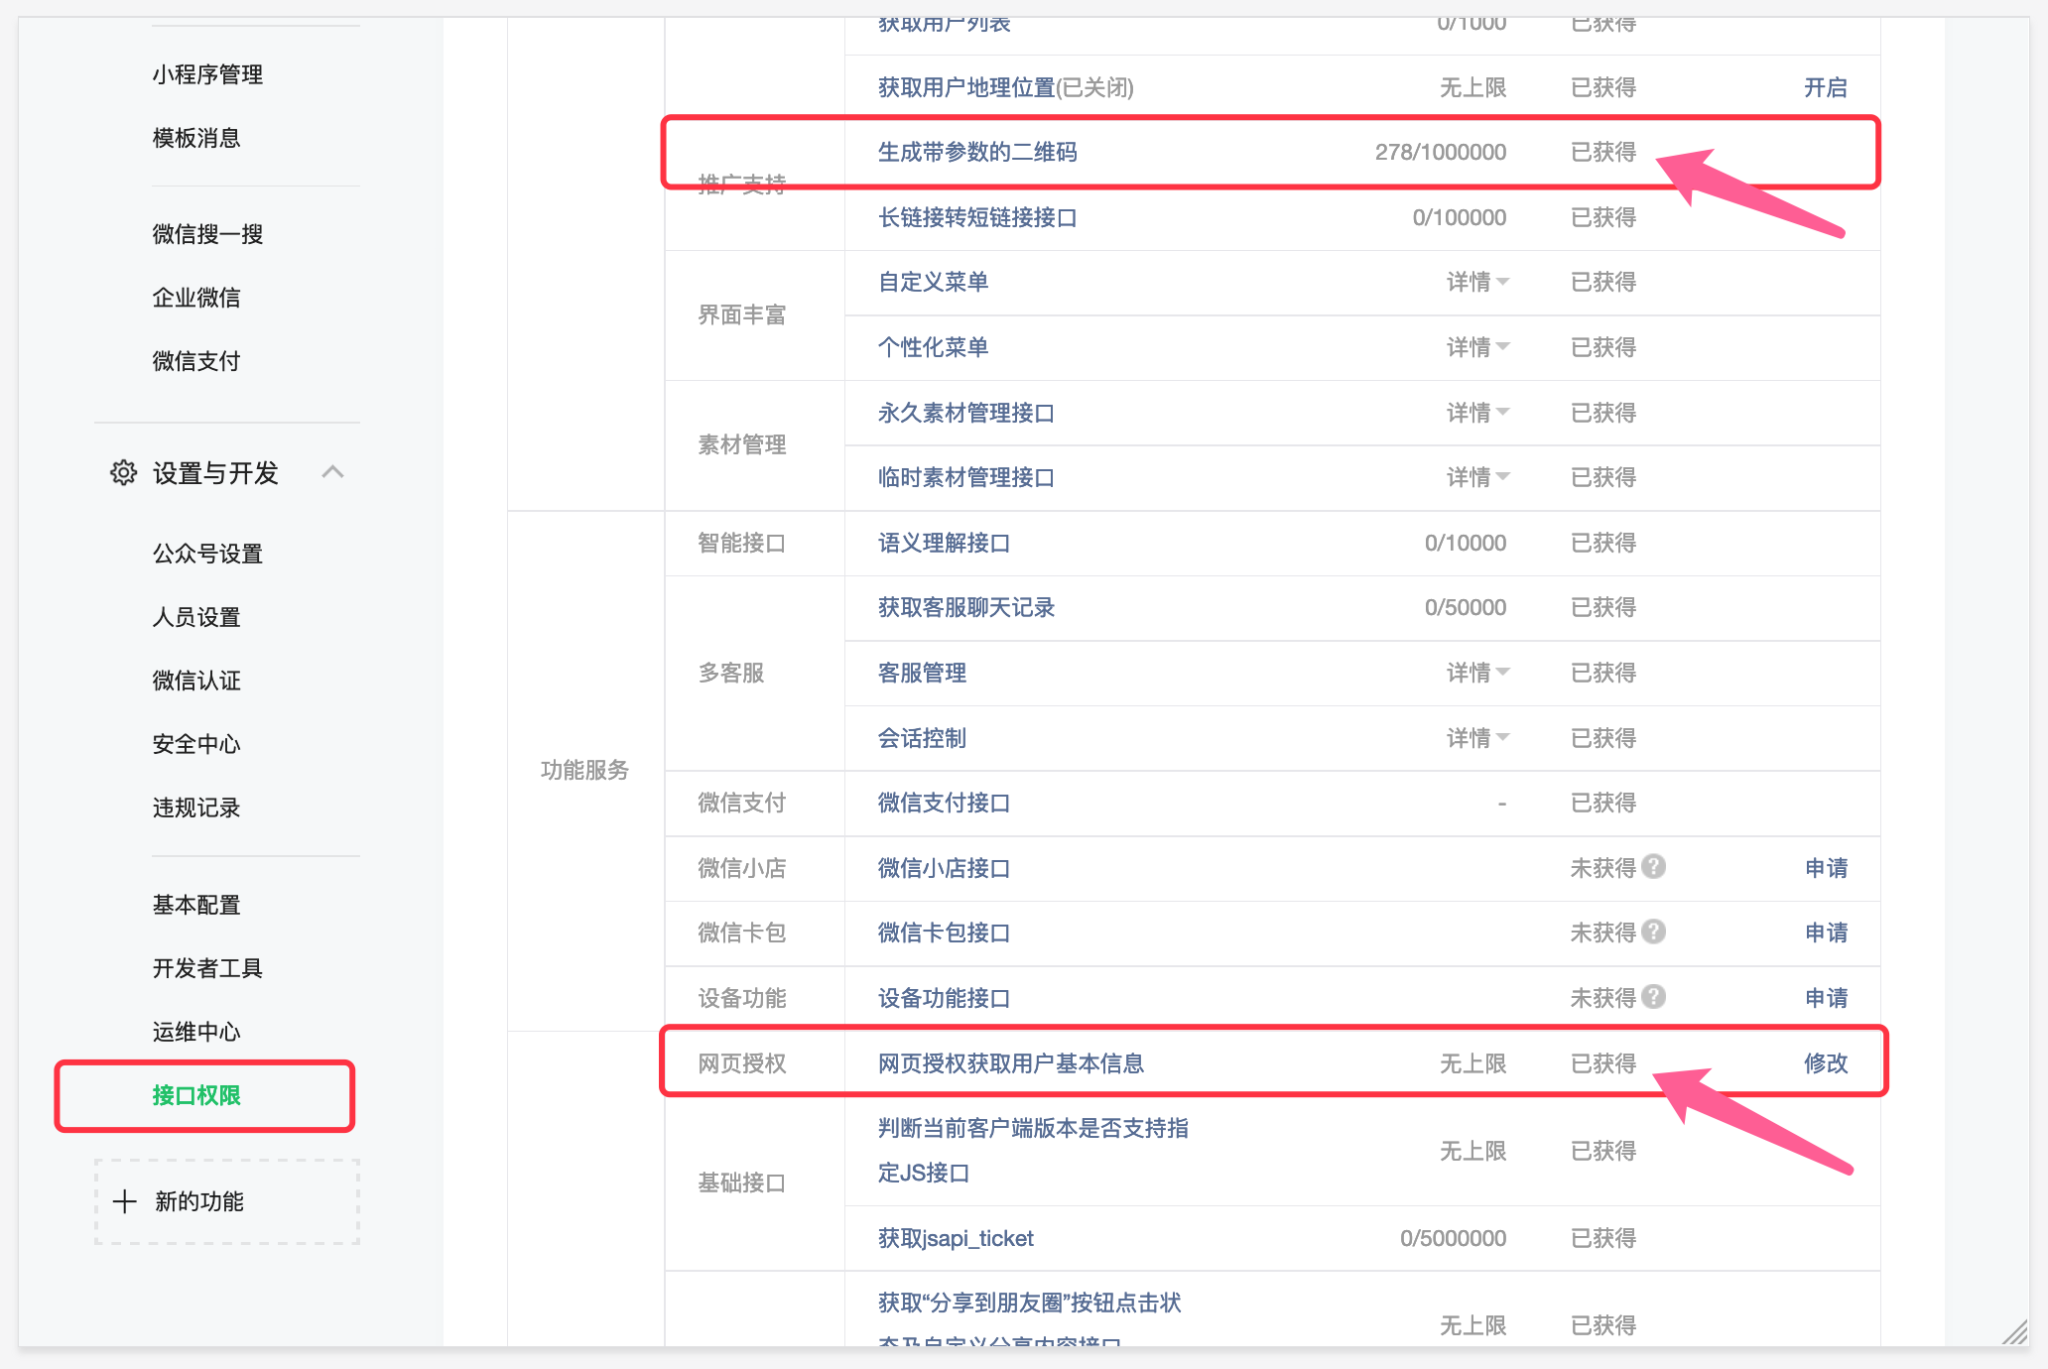 小程序管理
模板消息
微信搜一搜
企业微信
微信支付
设置与开发
公众号设置
人员设置
微信认证
安全中心
违规记录
基本配置
开发者工具
运维中心
接口权限
新的功能
获取用户列表 0/1000 已获得
获取用户地理位置(已关闭) 无上限 已获得 开启
推广支持
生成带参数的二维码 278/1000000 已获得
长链接转短链接接口 0/100000 已获得
界面丰富
自定义菜单 详情 已获得
个性化菜单 详情 已获得
素材管理
永久素材管理接口 详情 已获得
临时素材管理接口 详情 已获得
功能服务
智能接口 语义理解接口 0/10000 已获得
多客服
获取客服聊天记录 0/50000 已获得
客服管理 详情 已获得
会话控制 详情 已获得
微信支付 微信支付接口 - 已获得
微信小店 微信小店接口 未获得 ? 申请
微信卡包 微信卡包接口 未获得 ? 申请
设备功能 设备功能接口 未获得 ? 申请
网页授权 网页授权获取用户基本信息 无上限 已获得 修改
基础接口
判断当前客户端版本是否支持指
定JS接口 无上限 已获得
获取jsapi_ticket 0/5000000 已获得
获取“分享到朋友圈”按钮点击状
态及自定义分享内容接口 无上限 已获得